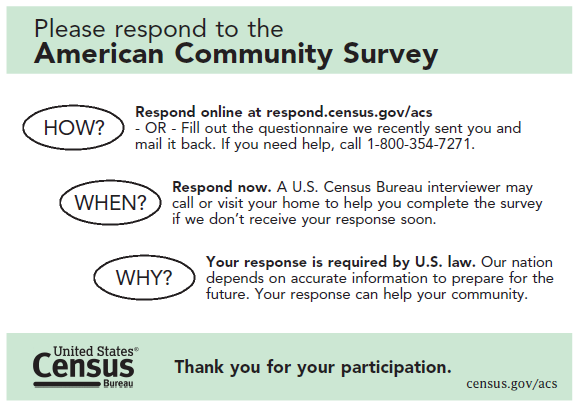 Please respond to the
American Community Survey
HOW?
Respond online at respond.census.gov/acs
- OR - Fill out the questionnaire we recently sent you and
mail it back. If you need help, call 1-800-354-7271.
WHEN?
Respond now. A U.S. Census Bureau interviewer may
call or visit your home to help you complete the survey
if we don't receive your response soon.
WHY?
Your response is required by U.S. law. Our nation
depends on accurate information to prepare for the
future. Your response can help your community.
United States®
Census
Bureau
Thank you for your participation.
census.gov/acs